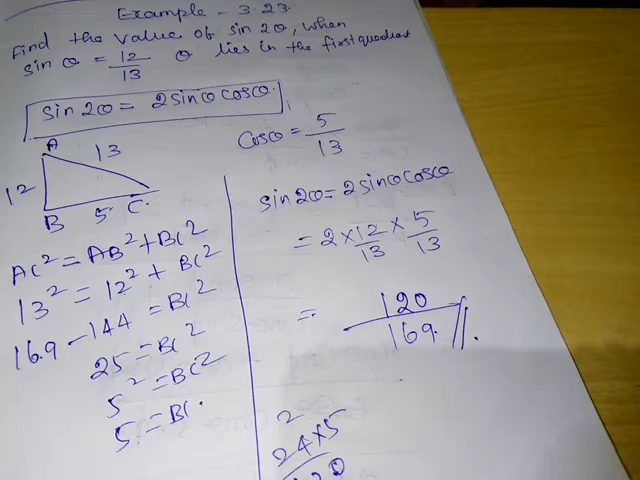 Example - 3.23.
Find the value of sin 2θ, when
sin θ = 12/13 θ lies in the first quadrant
sin 2θ = 2 sinθ cosθ.
A
13
12
B
5.
C.
AC² = AB² + BC²
13² = 12² + BC²
169 - 144 = BC²
25 = BC²
5² = BC²
5 = BC.
Cosθ = 5/13
sin 2θ = 2 sinθ cosθ
= 2 × 12/13 × 5/13
= 120/169 //.
2
24 × 5
120